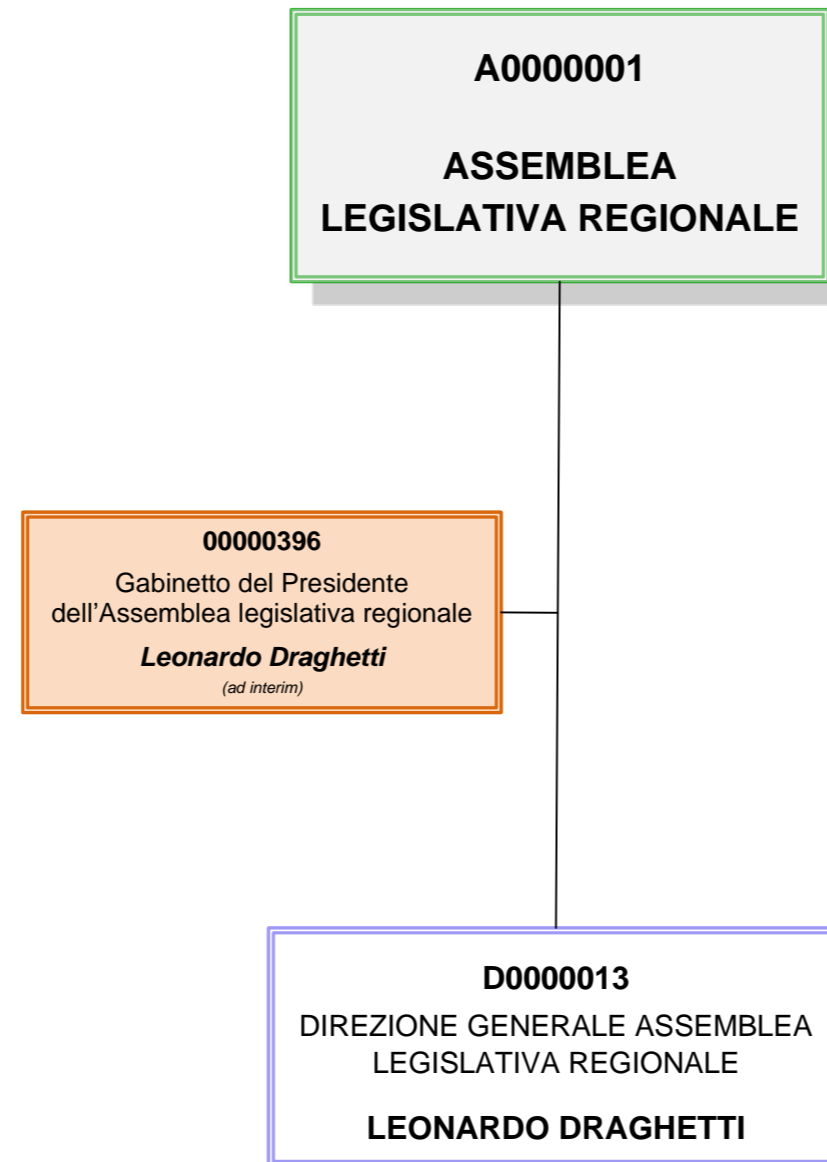 A0000001
ASSEMBLEA
LEGISLATIVA REGIONALE
00000396
Gabinetto del Presidente
dell’Assemblea legislativa regionale
Leonardo Draghetti
(ad interim)
D0000013
DIREZIONE GENERALE ASSEMBLEA
LEGISLATIVA REGIONALE
LEONARDO DRAGHETTI